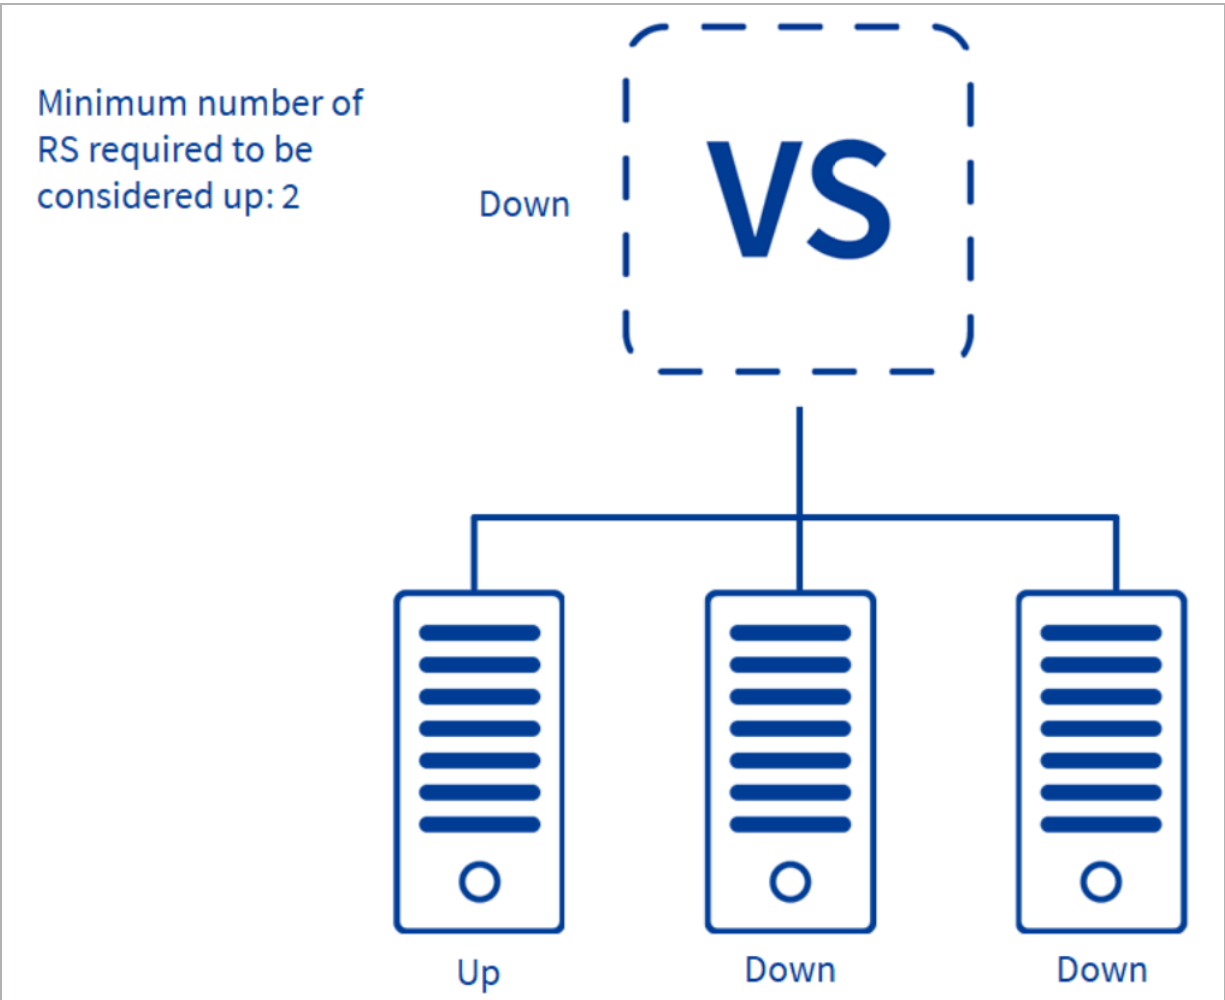 Minimum number of
RS required to be
considered up: 2
Down
VS
Up
Down
Down